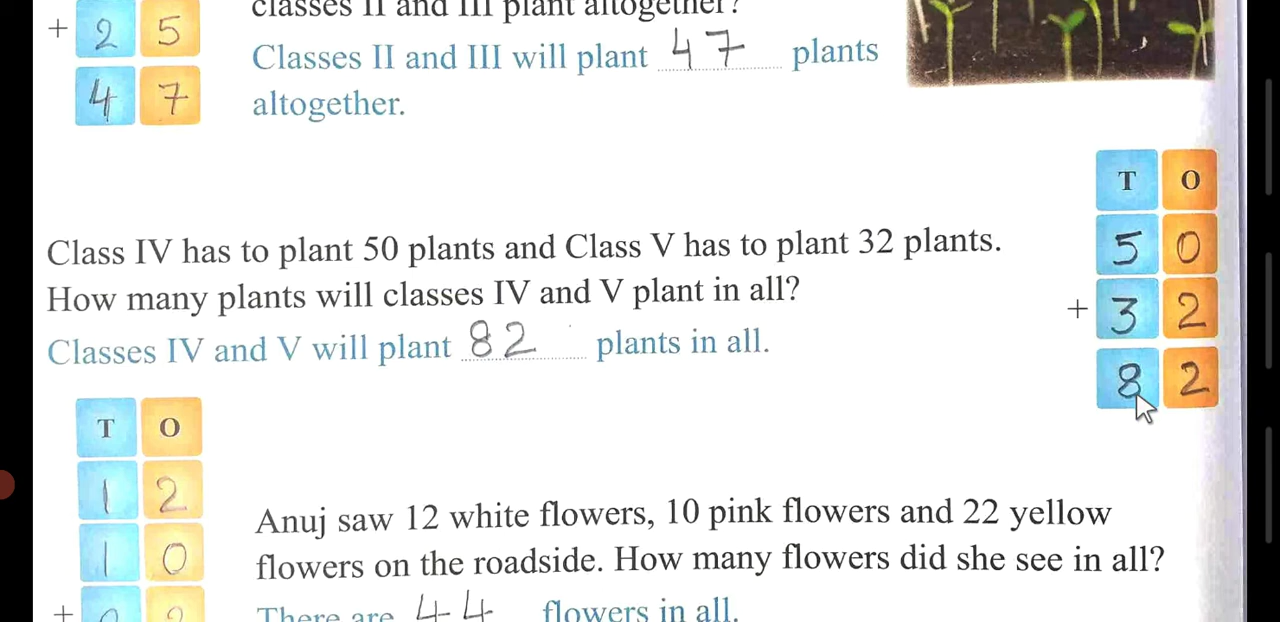 classes II and III plant altogether?
+ 2 5
Classes II and III will plant 47 plants
4 7
altogether.
T O
5 0
+ 3 2
8 2
Class IV has to plant 50 plants and Class V has to plant 32 plants.
How many plants will classes IV and V plant in all?
Classes IV and V will plant 82 plants in all.
T O
1 2
1 0
+
Anuj saw 12 white flowers, 10 pink flowers and 22 yellow
flowers on the roadside. How many flowers did she see in all?
There are 44 flowers in all.